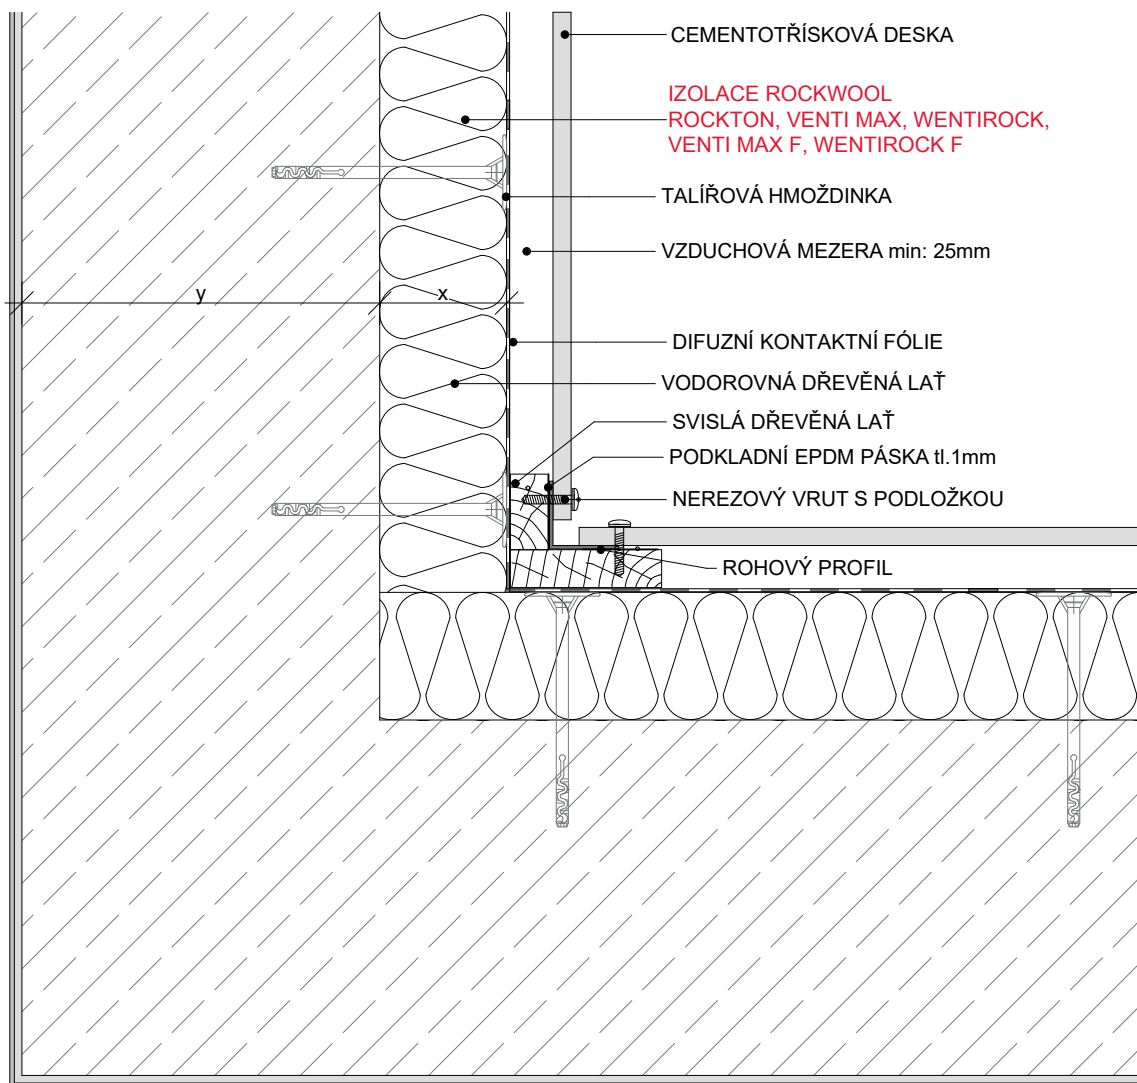 CEMENTOTŘÍSKOVÁ DESKA
IZOLACE ROCKWOOL
ROCKTON, VENTI MAX, WENTIROCK,
VENTI MAX F, WENTIROCK F
TALÍŘOVÁ HMOŽDINKA
VZDUCHOVÁ MEZERA min: 25mm
y
x
DIFUZNÍ KONTAKTNÍ FÓLIE
VODOROVNÁ DŘEVĚNÁ LAŤ
SVISLÁ DŘEVĚNÁ LAŤ
PODKLADNÍ EPDM PÁSKA tl.1mm
NEREZOVÝ VRUT S PODLOŽKOU
ROHOVÝ PROFIL